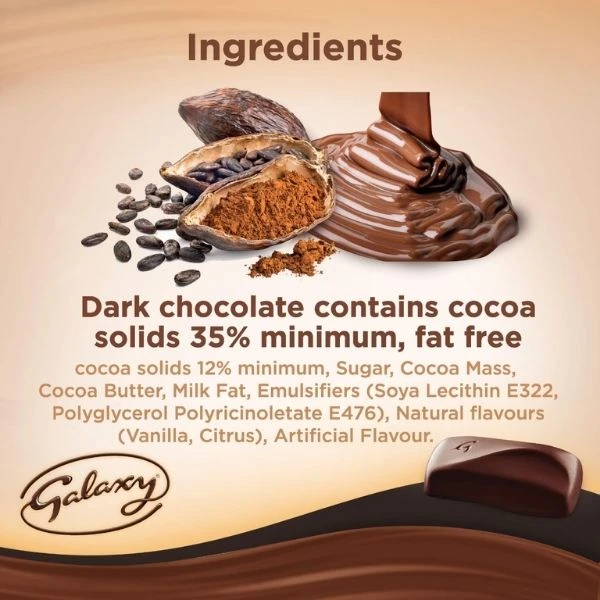 Ingredients
Dark chocolate contains cocoa
solids 35% minimum, fat free
cocoa solids 12% minimum, Sugar, Cocoa Mass,
Cocoa Butter, Milk Fat, Emulsifiers (Soya Lecithin E322,
Polyglycerol Polyricinoletate E476), Natural flavours
(Vanilla, Citrus), Artificial Flavour.
G
Galaxy